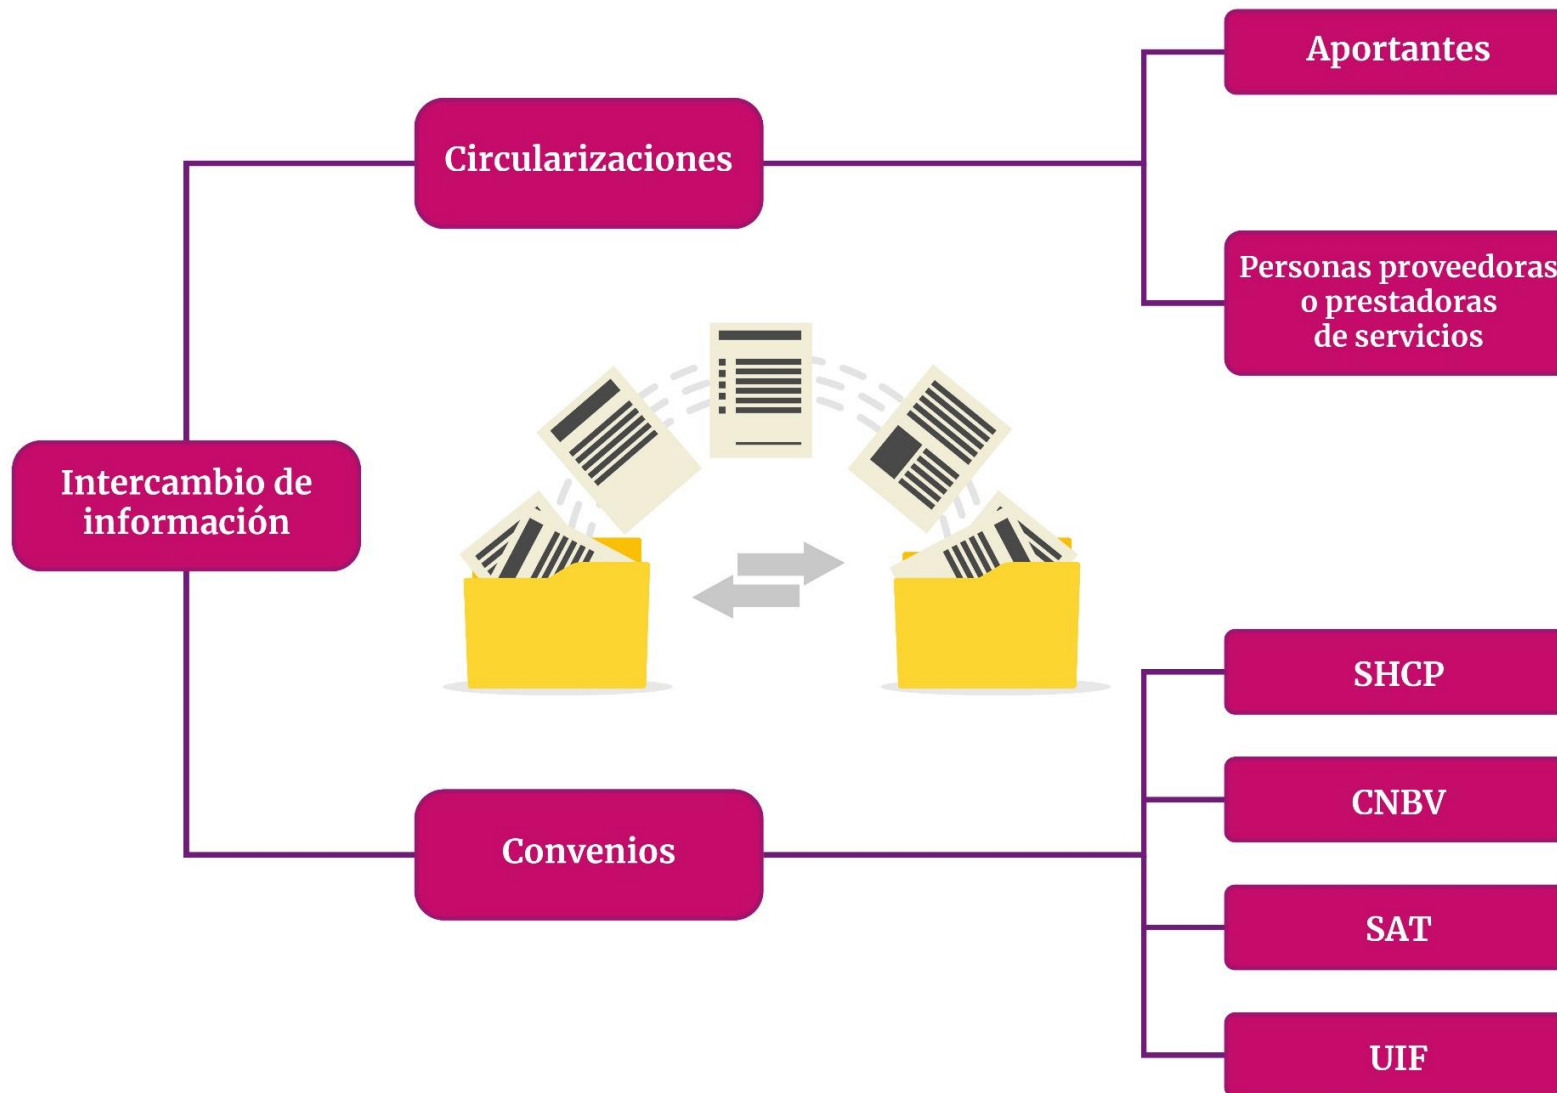 Aportantes
Circularizaciones
Personas proveedoras
o prestadoras
de servicios
Intercambio de
información
SHCP
CNBV
Convenios
SAT
UIF